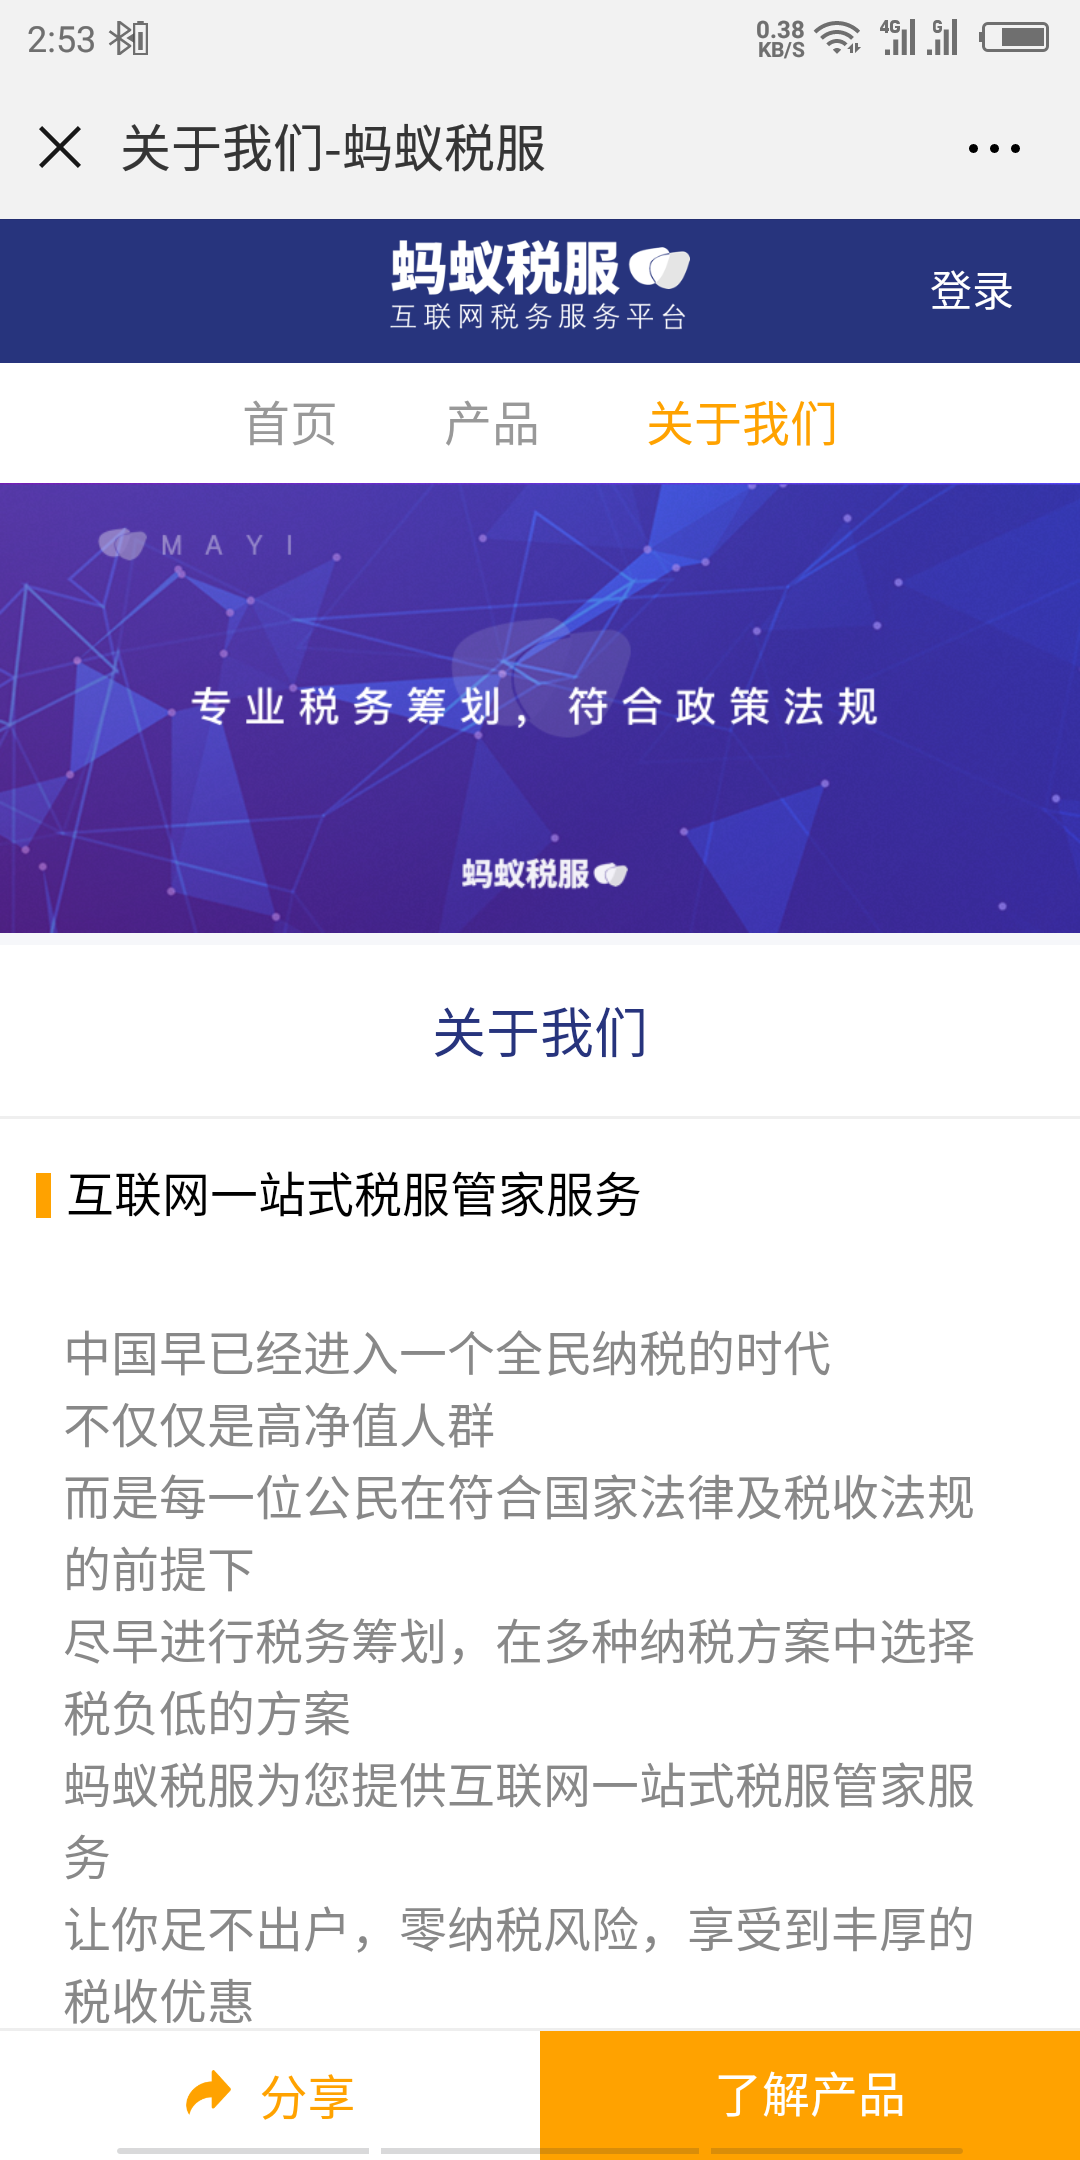 2:53
0.38
KB/S
4G
G
关于我们-蚂蚁税服
蚂蚁税服
互联网税务服务平台
登录
首页
产品
关于我们
MAYI
专业税务筹划，符合政策法规
蚂蚁税服
关于我们
互联网一站式税服管家服务
中国早已经进入一个全民纳税的时代
不仅仅是高净值人群
而是每一位公民在符合国家法律及税收法规
的前提下
尽早进行税务筹划，在多种纳税方案中选择
税负低的方案
蚂蚁税服为您提供互联网一站式税服管家服
务
让你足不出户，零纳税风险，享受到丰厚的
税收优惠
分享
了解产品